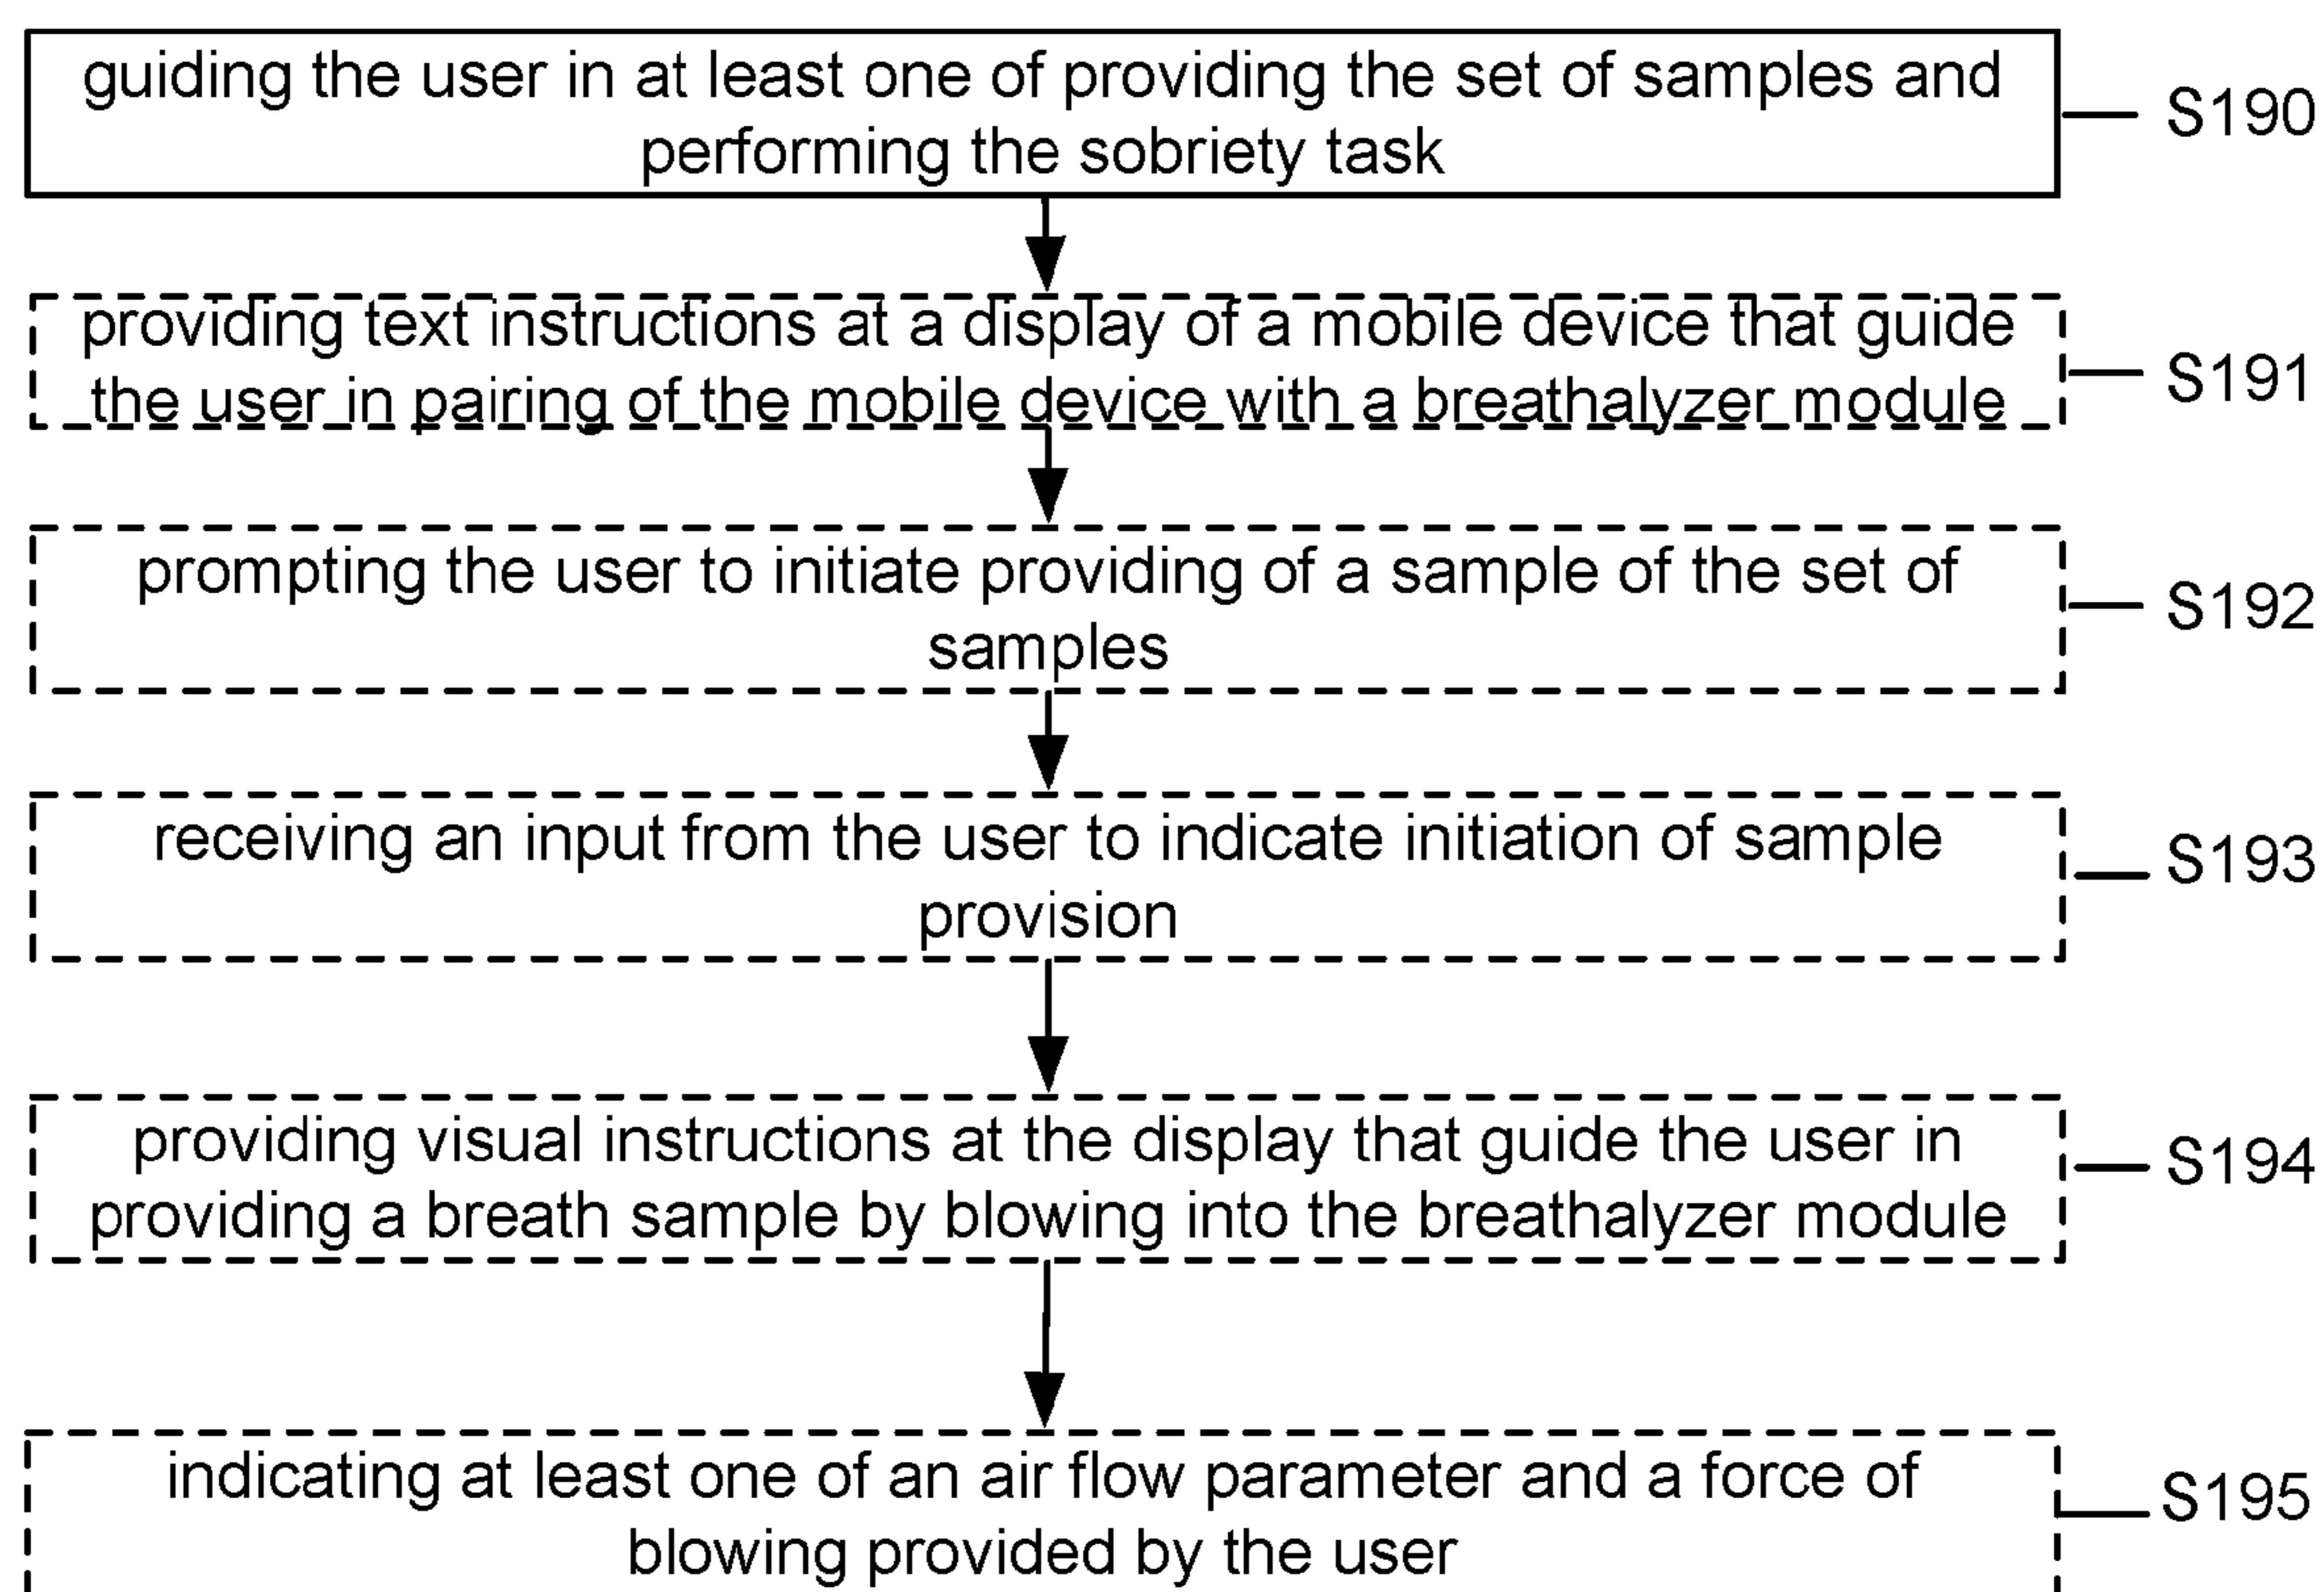 guiding the user in at least one of providing the set of samples and
performing the sobriety task
S190
providing text instructions at a display of a mobile device that guide
the user in pairing of the mobile device with a breathalyzer module
S191
prompting the user to initiate providing of a sample of the set of
samples
S192
receiving an input from the user to indicate initiation of sample
provision
S193
providing visual instructions at the display that guide the user in
providing a breath sample by blowing into the breathalyzer module
S194
indicating at least one of an air flow parameter and a force of
blowing provided by the user
S195